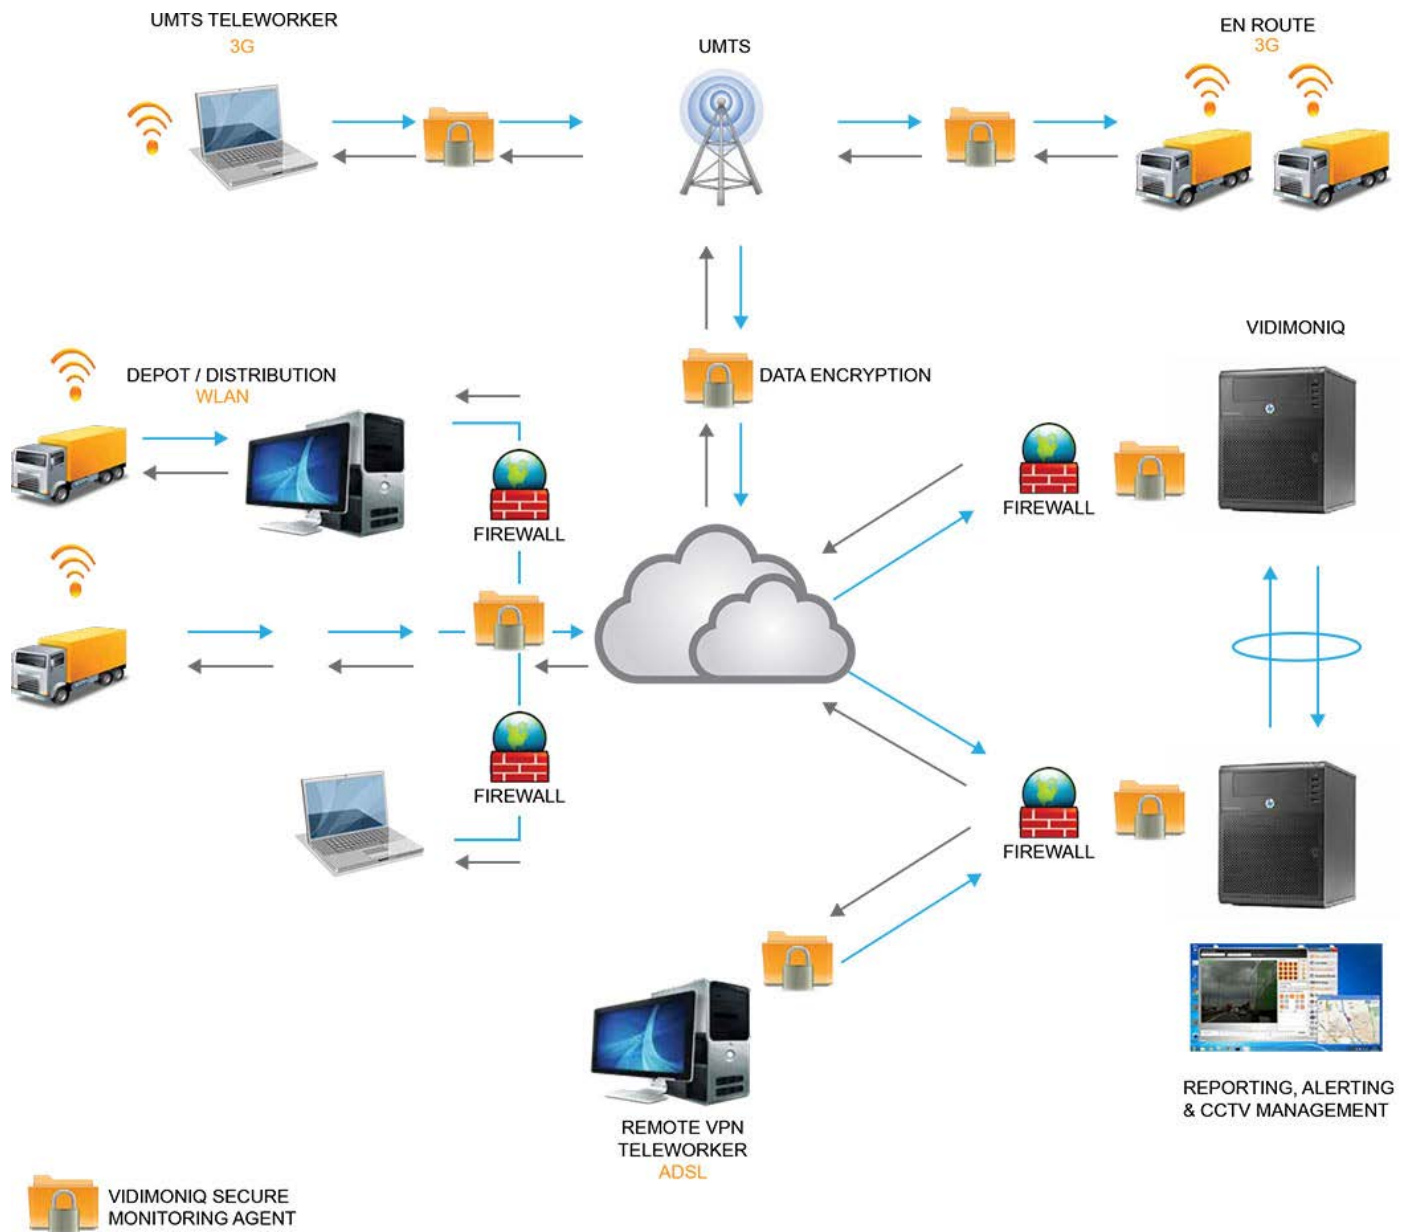 UMTS TELEWORKER
3G
UMTS
EN ROUTE
3G
VIDIMONIQ
DEPOT / DISTRIBUTION
WLAN
DATA ENCRYPTION
FIREWALL
FIREWALL
FIREWALL
FIREWALL
REPORTING, ALERTING
& CCTV MANAGEMENT
REMOTE VPN
TELEWORKER
ADSL
VIDIMONIQ SECURE
MONITORING AGENT